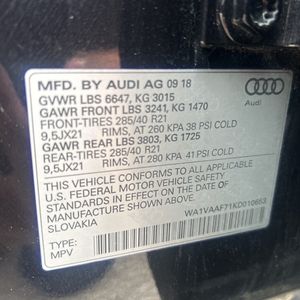 MFD. BY AUDI AG 09 18
GVWR LBS 6647, KG 3015
GAWR FRONT LBS 3241, KG 1470
FRONT-TIRES 285/40 R21
9,5JX21 RIMS, AT 260 KPA 38 PSI COLD
GAWR REAR LBS 3803, KG 1725
REAR-TIRES 285/40 R21
9,5JX21 RIMS, AT 280 KPA 41 PSI COLD
THIS VEHICLE CONFORMS TO ALL APPLICABLE
U.S. FEDERAL MOTOR VEHICLE SAFETY
STANDARDS IN EFFECT ON THE DATE OF
MANUFACTURE SHOWN ABOVE.
SLOVAKIA
WA1VAAF71KD010653
TYPE:
MPV
Audi